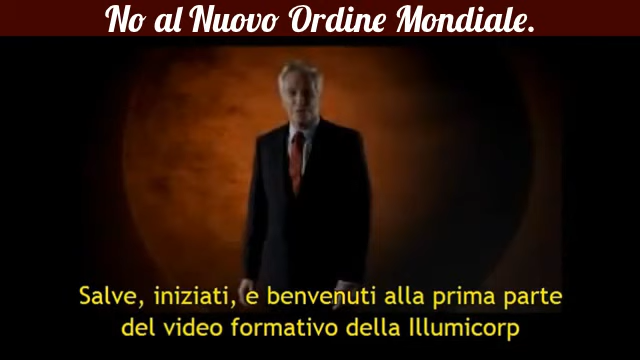 No al Nuovo Ordine Mondiale.
Salve, iniziati, e benvenuti alla prima parte
del video formativo della Illumicorp